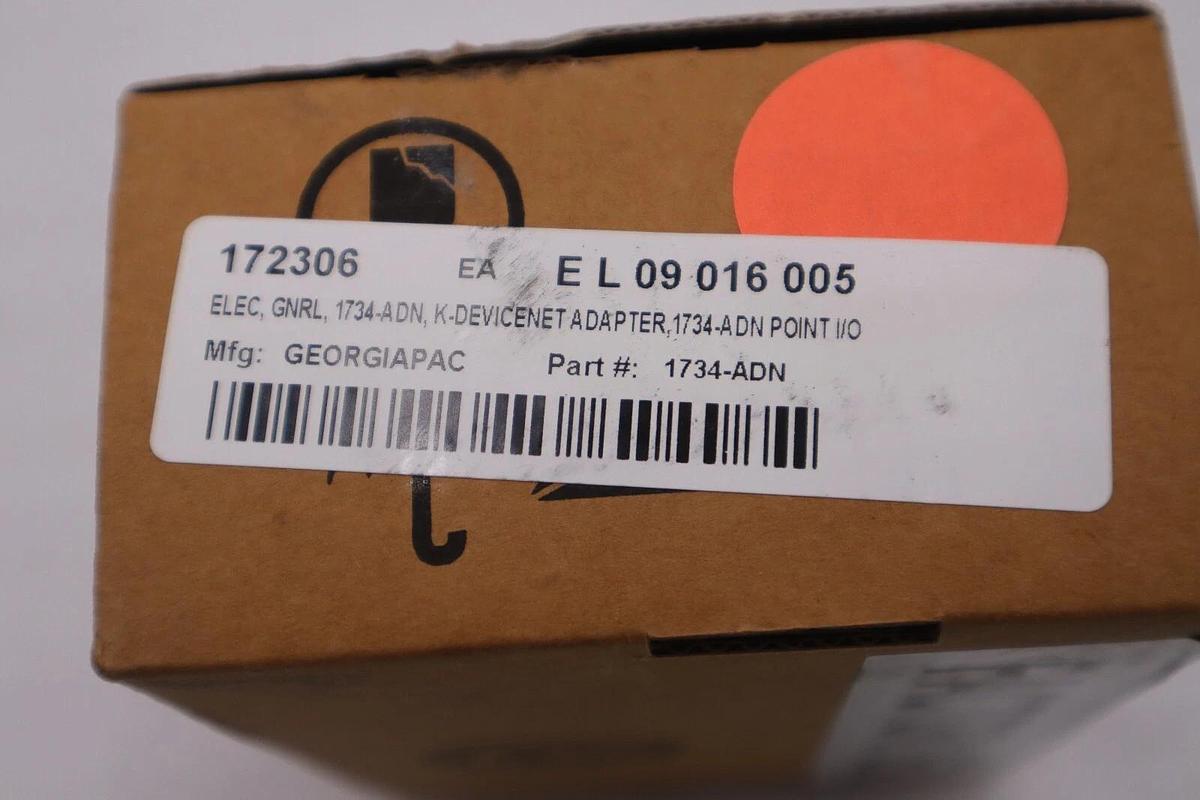 172306 EA E L 09 016 005
ELEC, GNRL, 1734-ADN, K-DEVICENET ADAPTER,1734-ADN POINT I/O
Mfg: GEORGIAPAC Part #: 1734-ADN